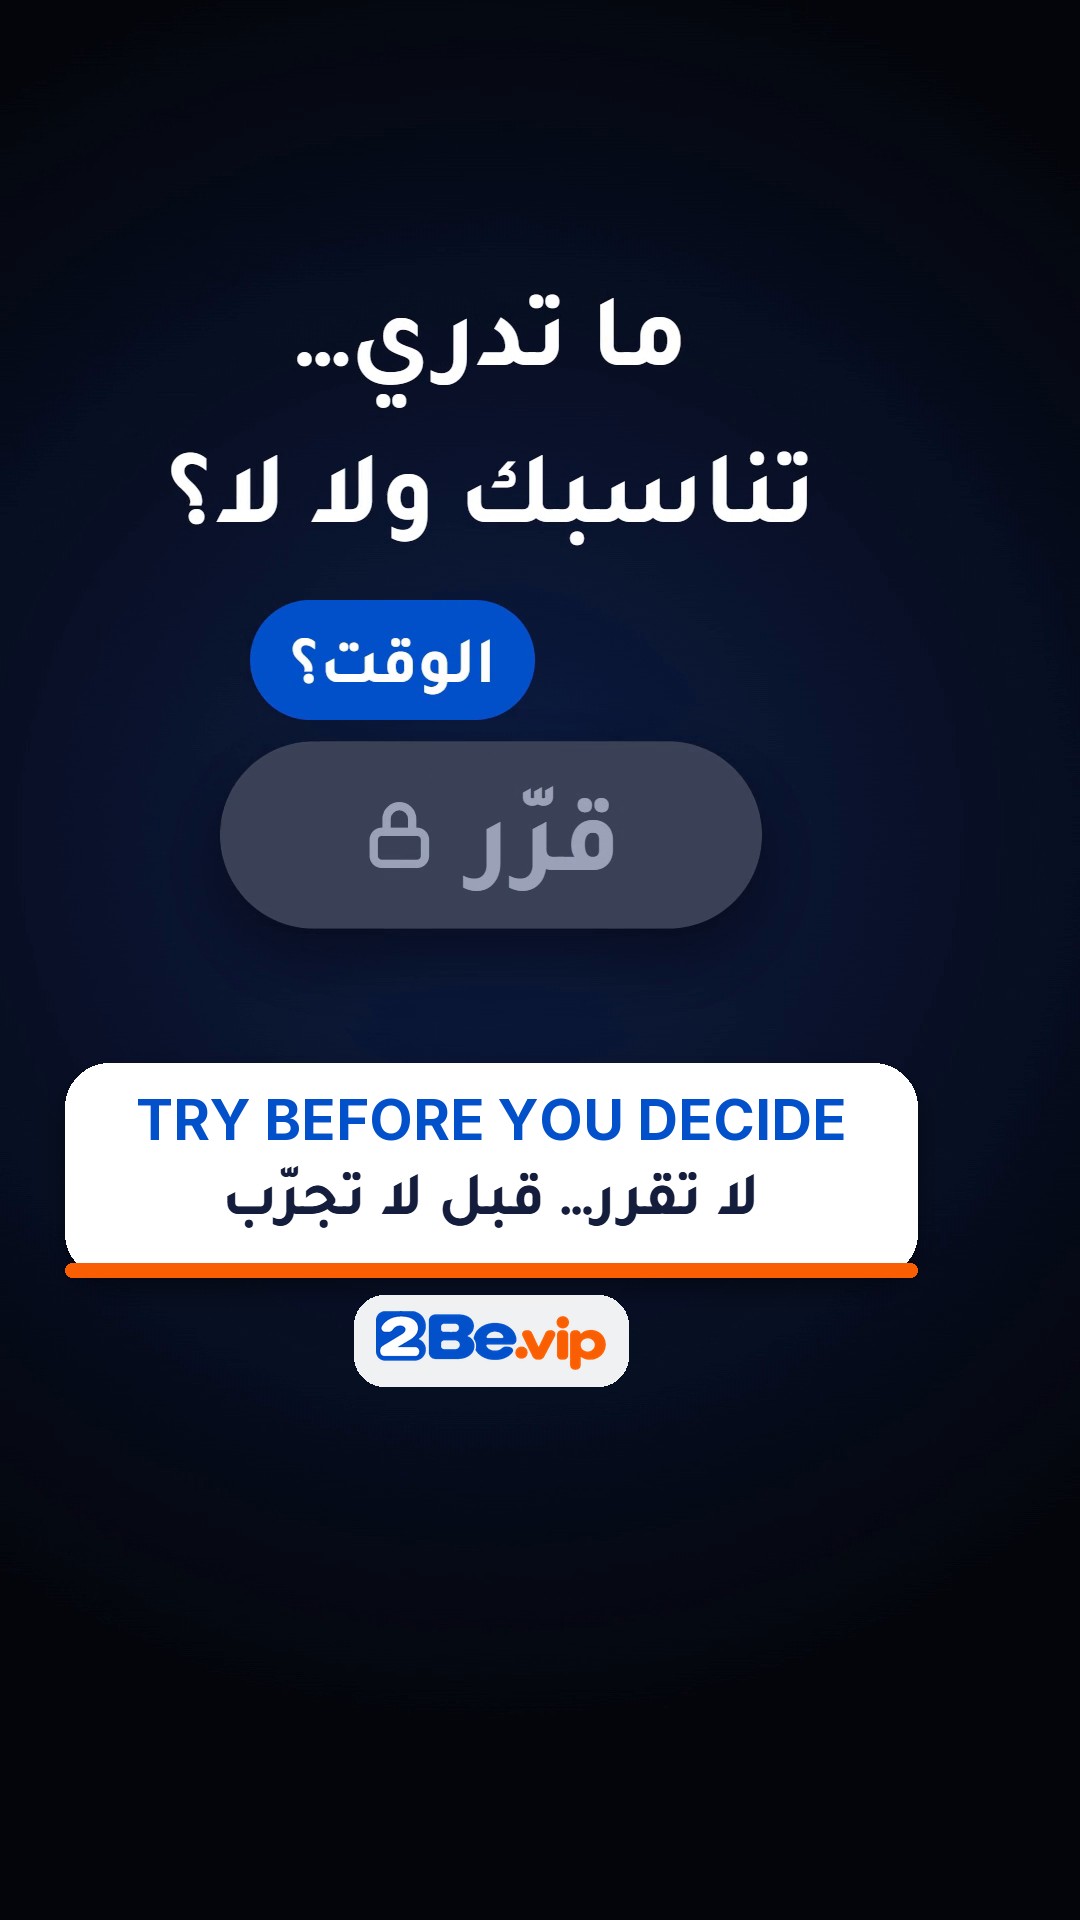 ما تدري...
تناسبك ولا لا؟
الوقت؟
قرّر
TRY BEFORE YOU DECIDE
لا تقرر... قبل لا تجرّب
2Be.vip